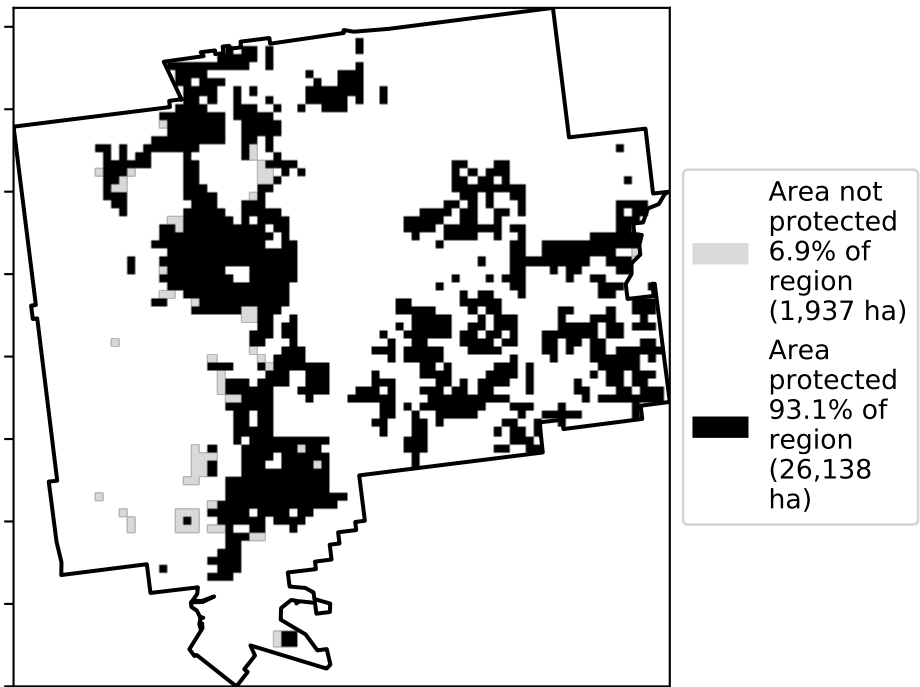 Area not
protected
6.9% of
region
(1,937 ha)
Area
protected
93.1% of
region
(26,138
ha)